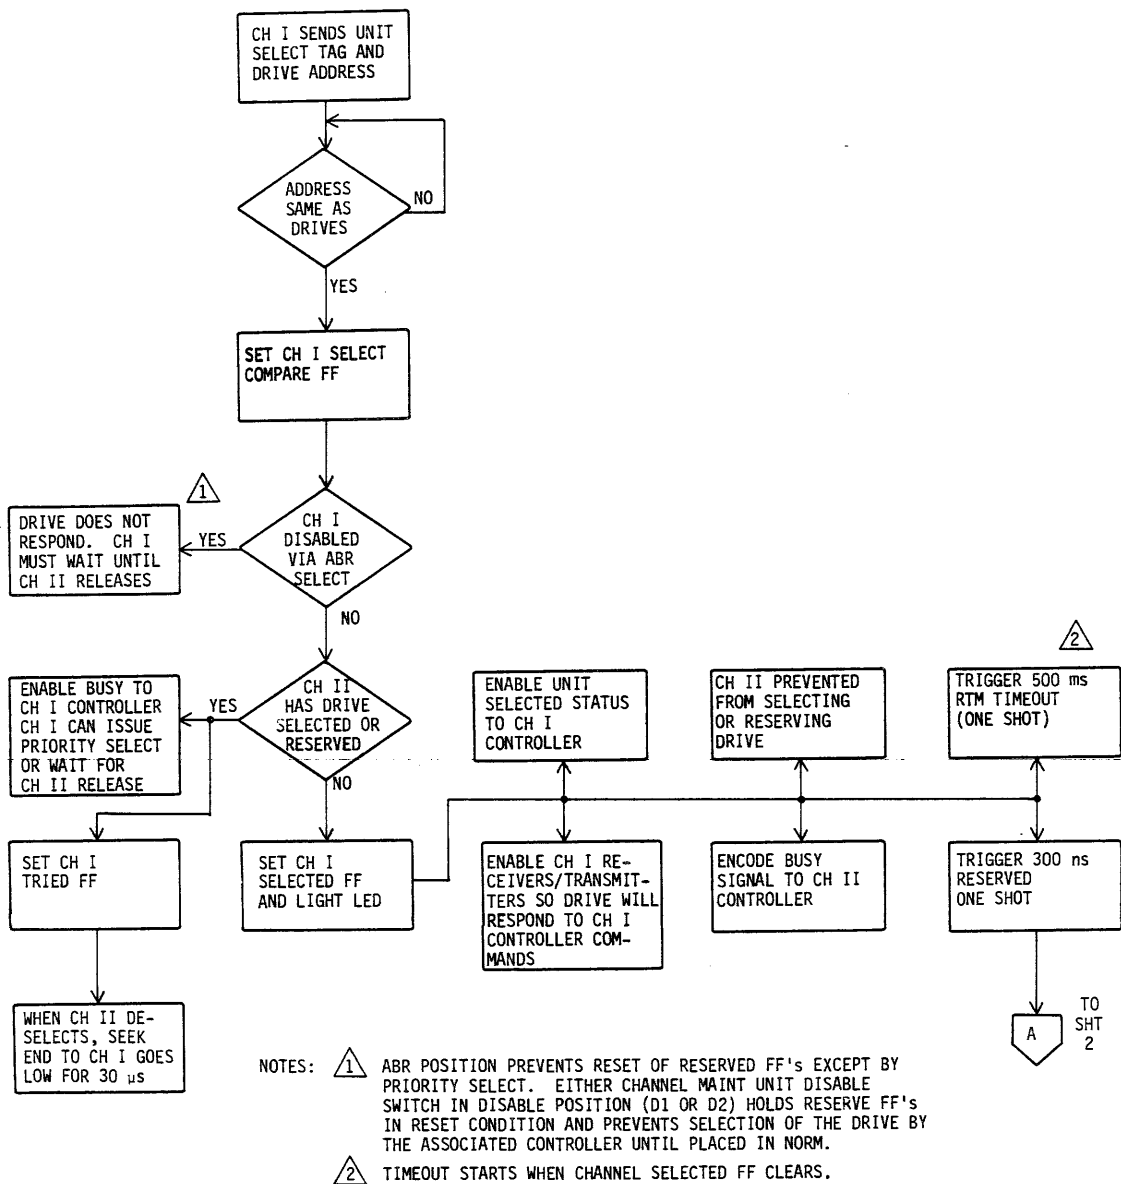 CH I SENDS UNIT
SELECT TAG AND
DRIVE ADDRESS
ADDRESS
SAME AS
DRIVES
NO
YES
SET CH I SELECT
COMPARE FF
1
DRIVE DOES NOT
RESPOND. CH I
MUST WAIT UNTIL
CH II RELEASES
YES
CH I
DISABLED
VIA ABR
SELECT
NO
ENABLE BUSY TO
CH I CONTROLLER
CH I CAN ISSUE
PRIORITY SELECT
OR WAIT FOR
CH II RELEASE
YES
CH II
HAS DRIVE
SELECTED OR
RESERVED
NO
ENABLE UNIT
SELECTED STATUS
TO CH I
CONTROLLER
CH II PREVENTED
FROM SELECTING
OR RESERVING
DRIVE
2
TRIGGER 500 ms
RTM TIMEOUT
(ONE SHOT)
SET CH I
TRIED FF
SET CH I
SELECTED FF
AND LIGHT LED
ENABLE CH I RE-
CEIVERS/TRANSMIT-
TERS SO DRIVE WILL
RESPOND TO CH I
CONTROLLER COM-
MANDS
ENCODE BUSY
SIGNAL TO CH II
CONTROLLER
TRIGGER 300 ns
RESERVED
ONE SHOT
WHEN CH II DE-
SELECTS, SEEK
END TO CH I GOES
LOW FOR 30 µs
A
TO
SHT
2
NOTES: 1 ABR POSITION PREVENTS RESET OF RESERVED FF's EXCEPT BY
PRIORITY SELECT. EITHER CHANNEL MAINT UNIT DISABLE
SWITCH IN DISABLE POSITION (D1 OR D2) HOLDS RESERVE FF's
IN RESET CONDITION AND PREVENTS SELECTION OF THE DRIVE BY
THE ASSOCIATED CONTROLLER UNTIL PLACED IN NORM.
2 TIMEOUT STARTS WHEN CHANNEL SELECTED FF CLEARS.